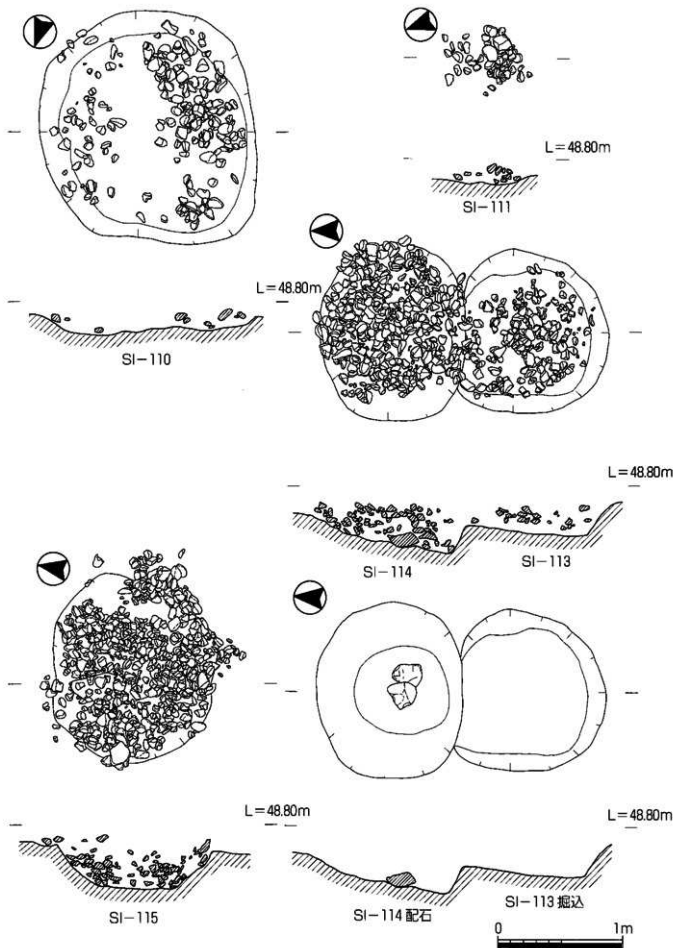 L=48.80m
SI-110
L=48.80m
SI-111
L=48.80m
SI-114
SI-113
L=48.80m
SI-115
L=48.80m
SI-114 配石
SI-113 掘込
0
1m